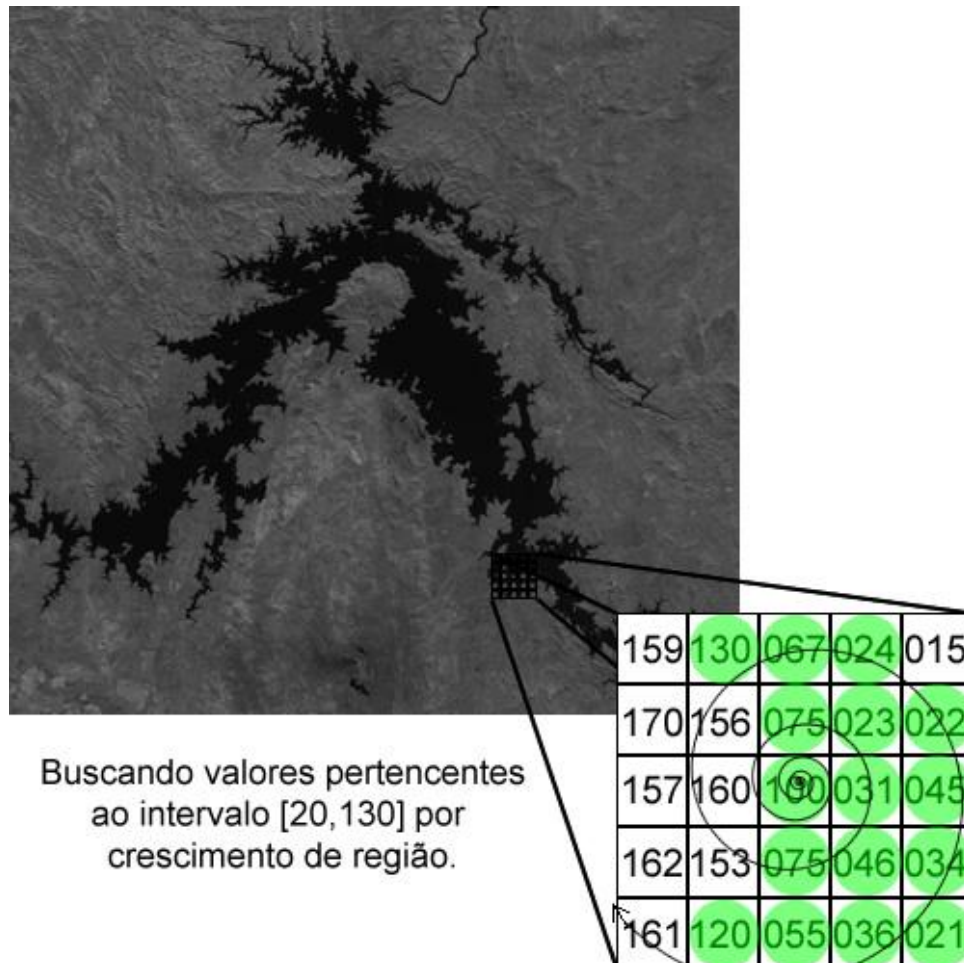 159 130 067 024 015
170 156 075 023 022
157 160 100 031 045
162 153 075 046 034
161 120 055 036 021
Buscando valores pertencentes
ao intervalo [20,130] por
crescimento de região.